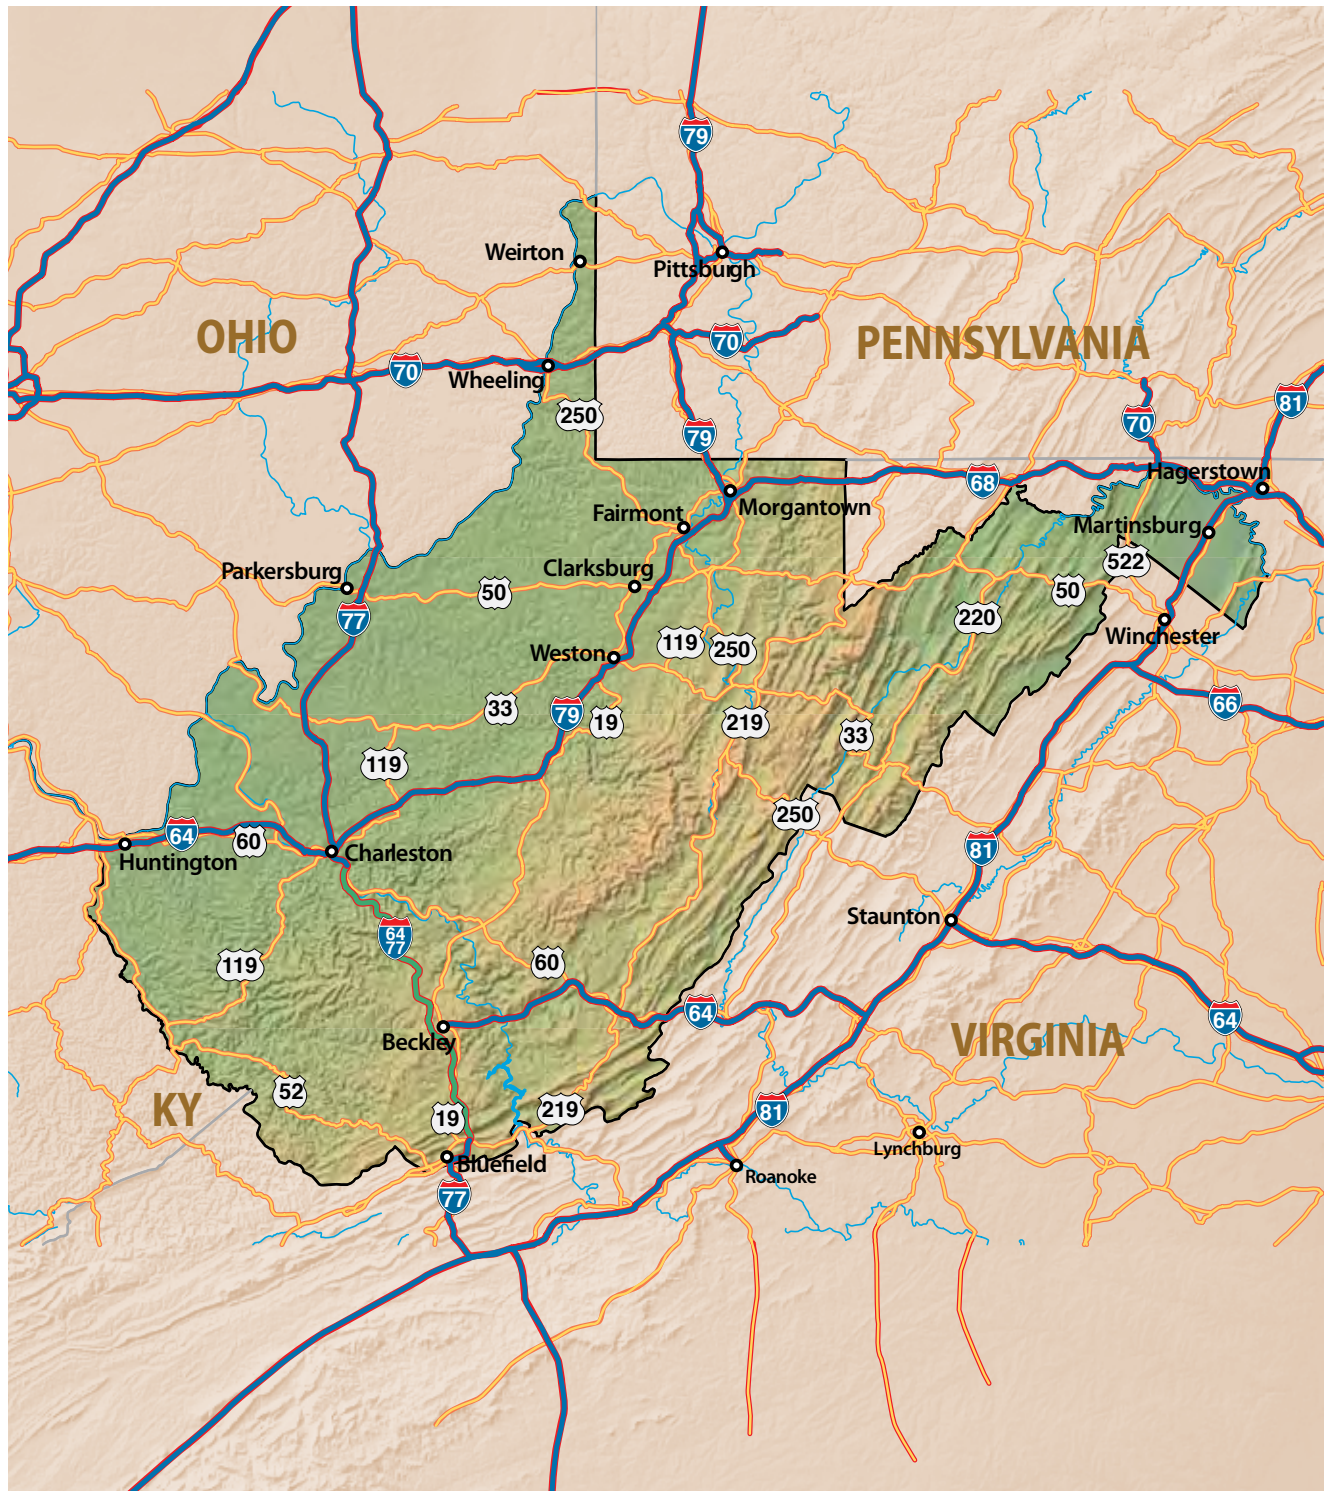 79
Weirton
Pittsburgh
OHIO
70
PENNSYLVANIA
70
Wheeling
81
250
70
79
Hagerstown
68
Morgantown
Fairmont
Martinsburg
522
Clarksburg
Parkersburg
50
50
77
220
Winchester
119
250
Weston
66
33
79
19
219
33
119
250
64
60
81
Huntington
Charleston
Staunton
64
77
119
60
64
64
Beckley
VIRGINIA
52
KY
19
219
81
Lynchburg
Bluefield
Roanoke
77